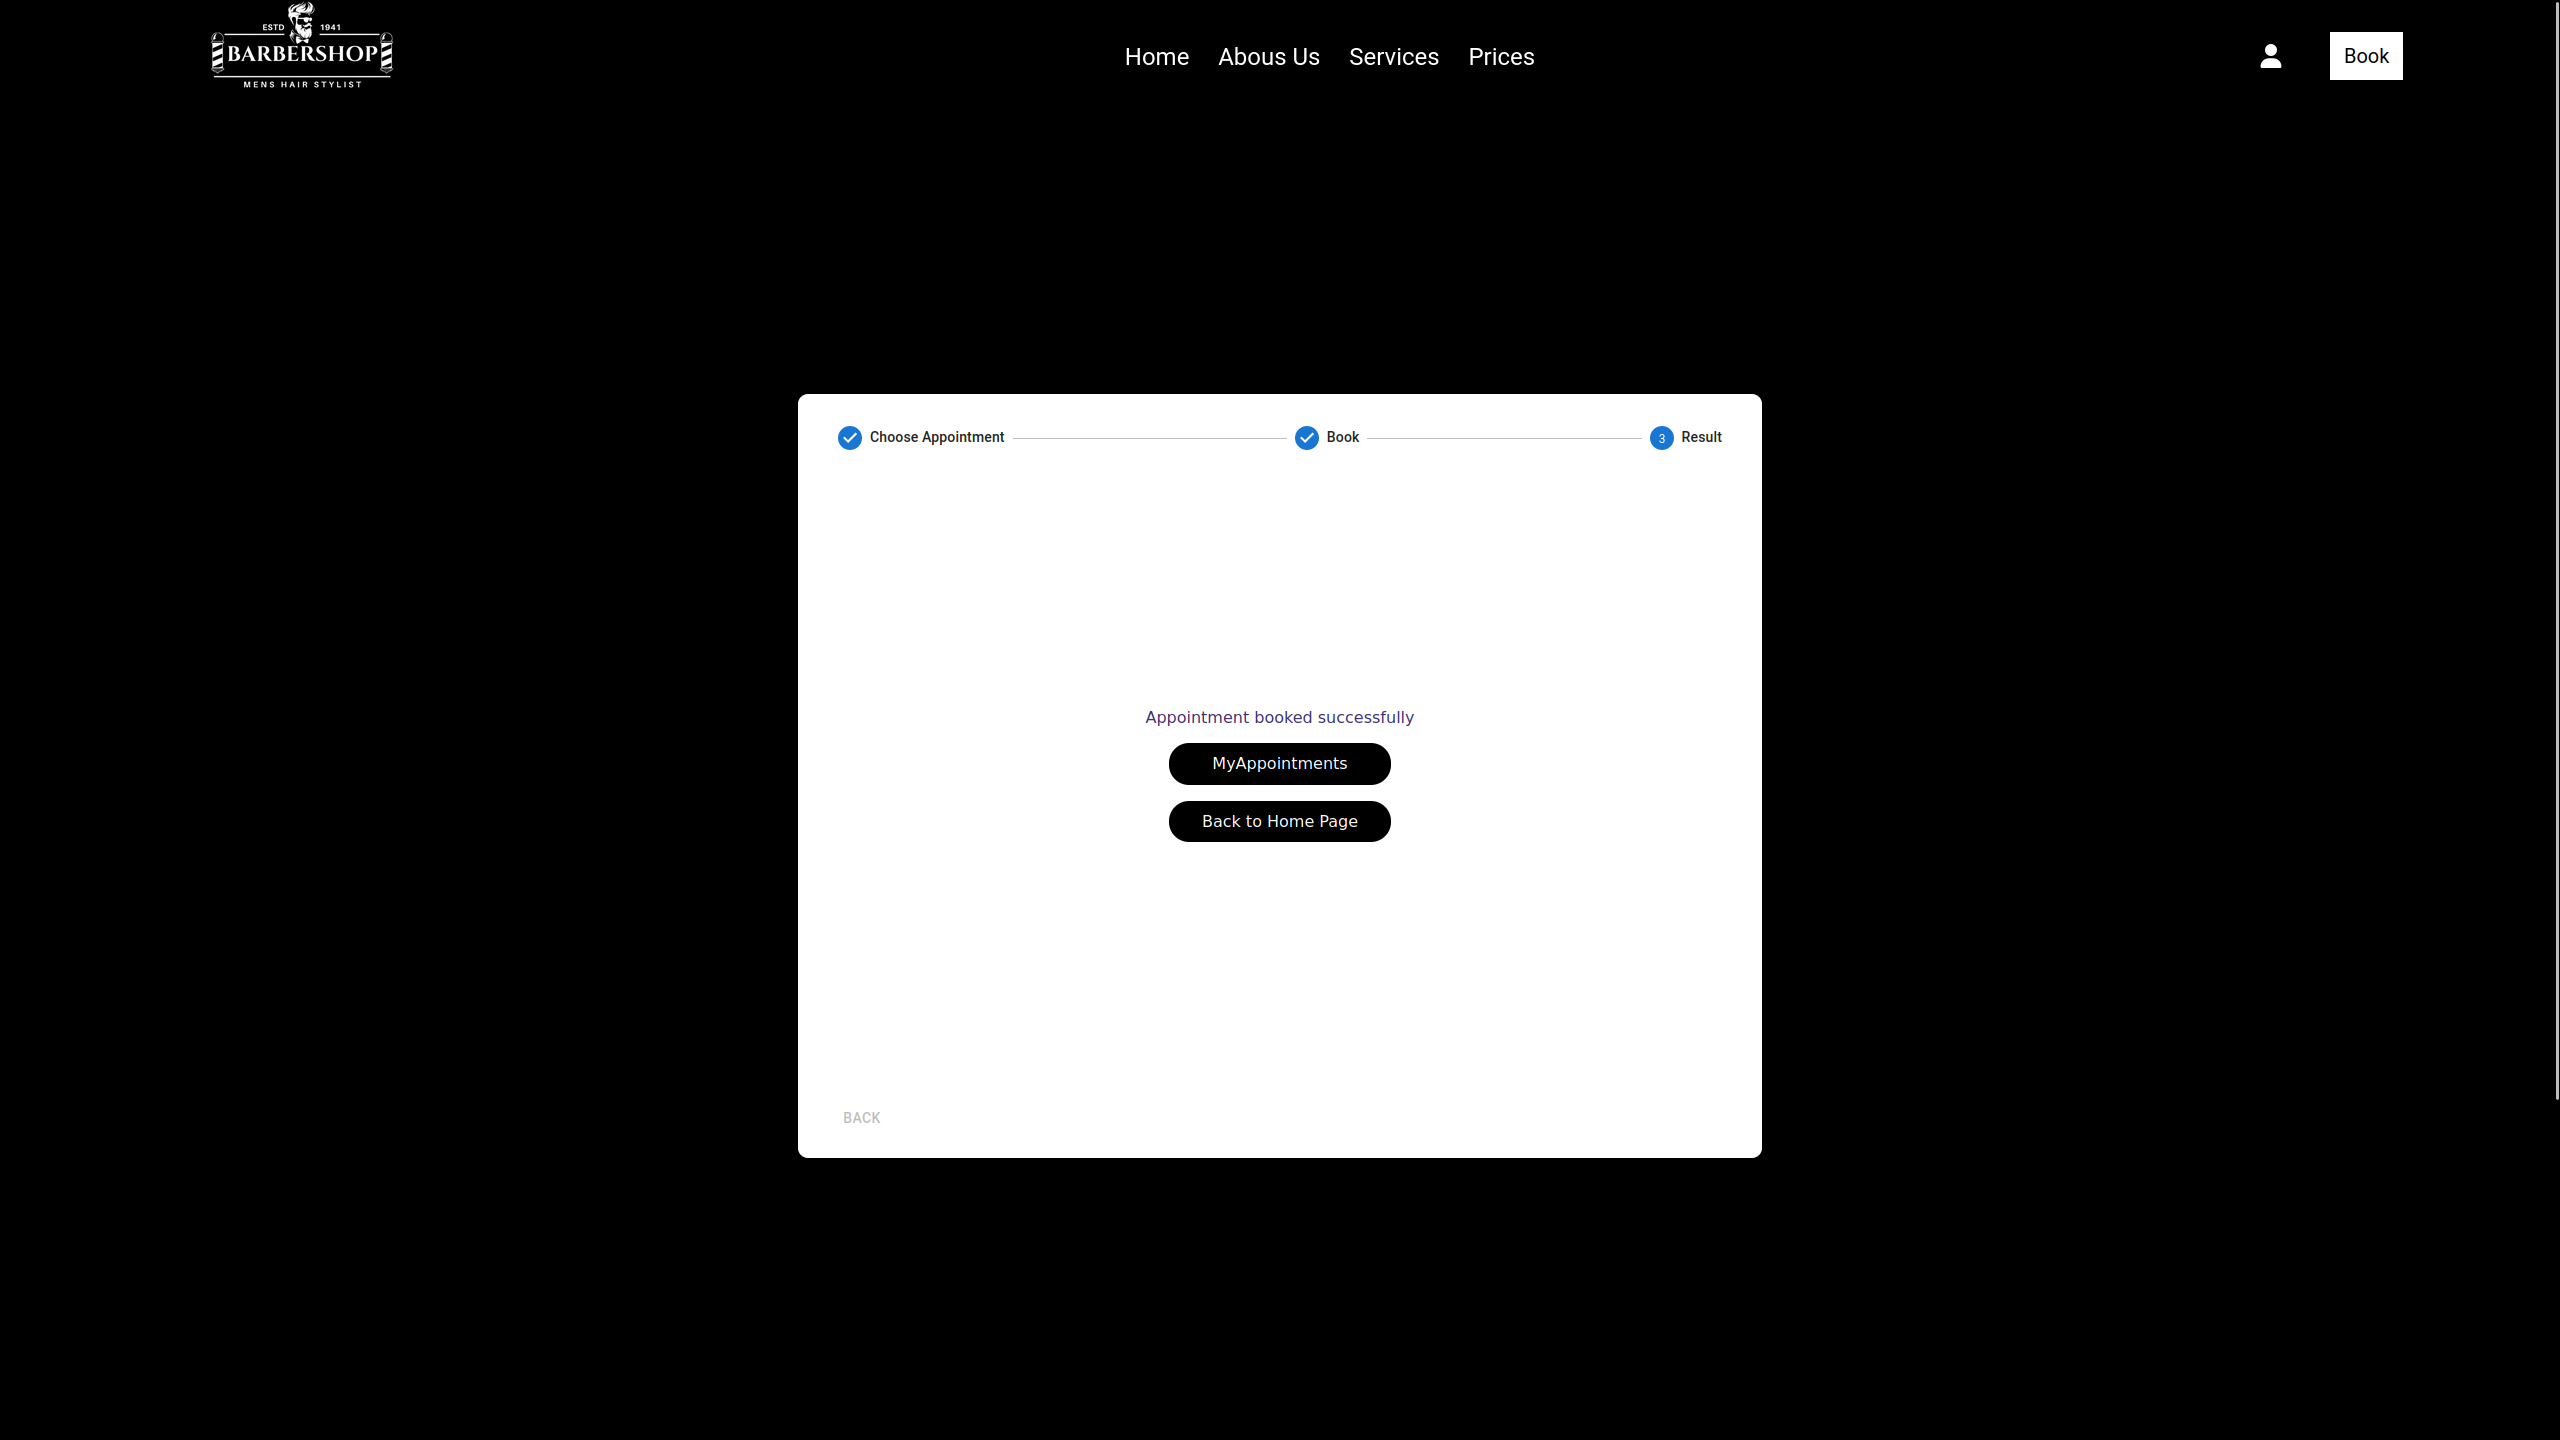 ESTD 1941
BARBERSHOP
MENS HAIR STYLIST
Home Abous Us Services Prices
Book
Choose Appointment
Book
3 Result
Appointment booked successfully
MyAppointments
Back to Home Page
BACK